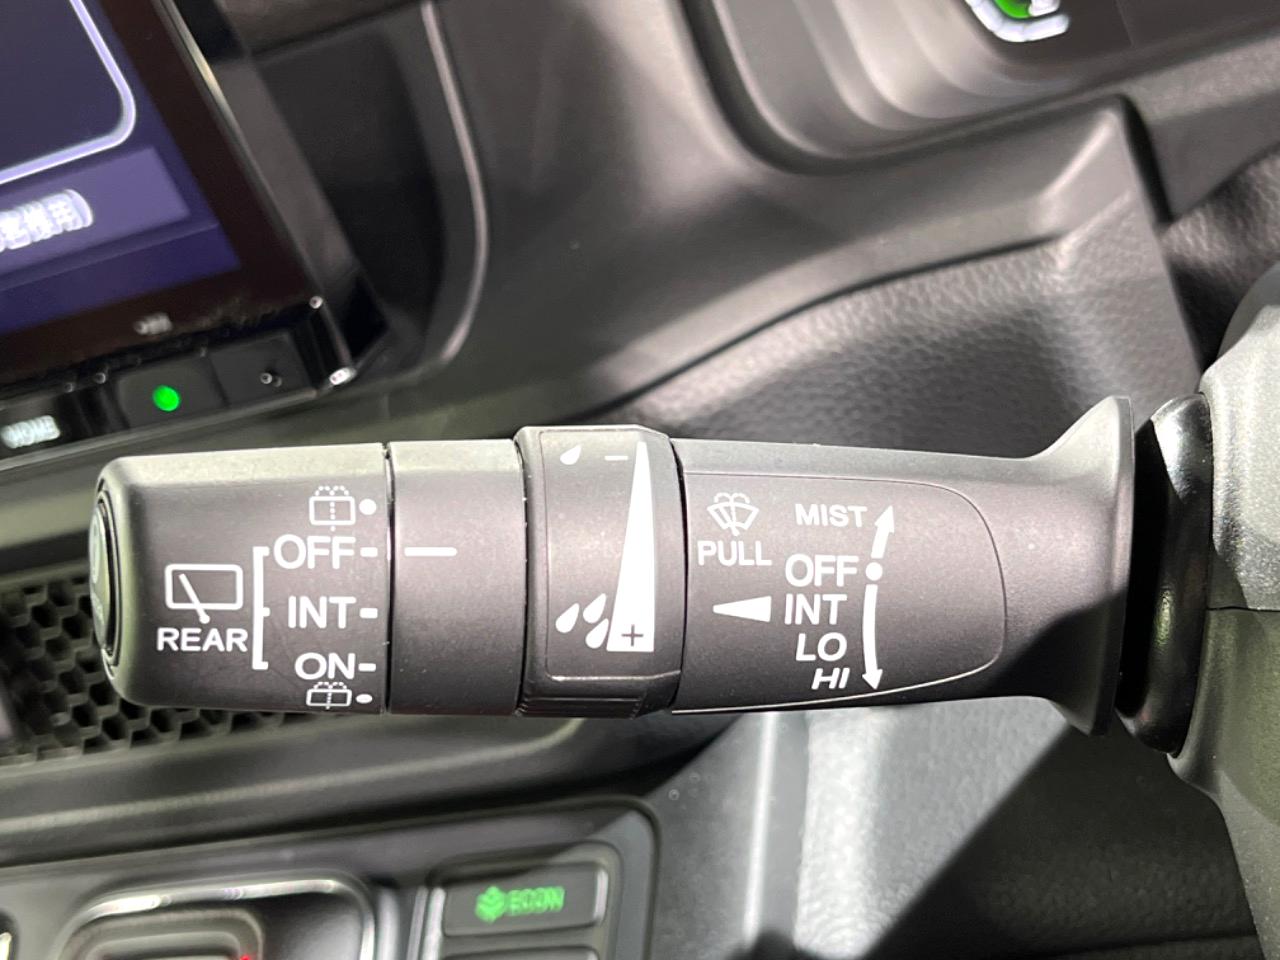 HOME
OFF
INT
ON
REAR
−
+
PULL
MIST
OFF
INT
LO
HI
ECON